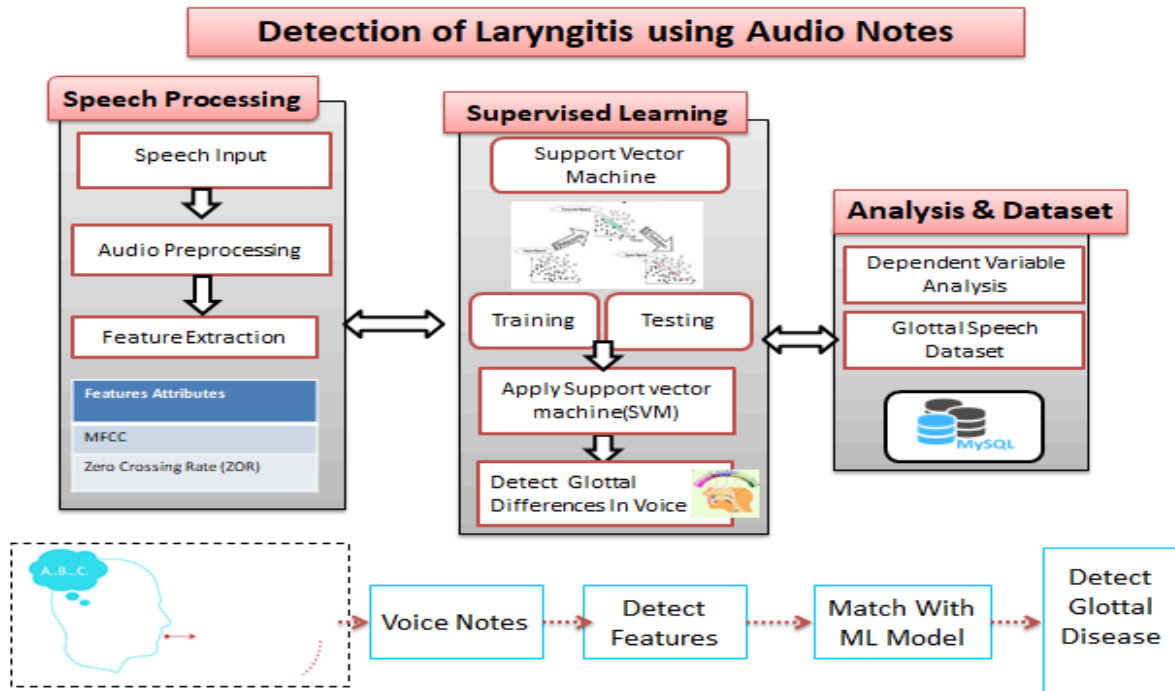 Detection of Laryngitis using Audio Notes
Speech Processing
Speech Input
Audio Preprocessing
Feature Extraction
Features Attributes
MFCC
Zero Crossing Rate (ZOR)
Supervised Learning
Support Vector
Machine
Training
Testing
Apply Support vector
machine(SVM)
Detect Glottal
Differences In Voice
Analysis & Dataset
Dependent Variable
Analysis
Glottal Speech
Dataset
MySQL
A..B...C.
Voice Notes
Detect
Features
Match With
ML Model
Detect
Glottal
Disease